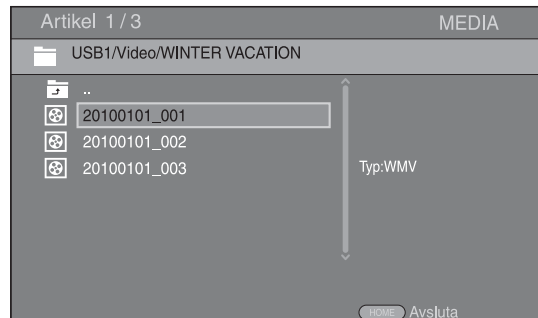 Artikel 1 / 3 MEDIA
USB1/Video/WINTER VACATION
..
20100101_001
20100101_002
20100101_003
Typ:WMV
HOME Avsluta